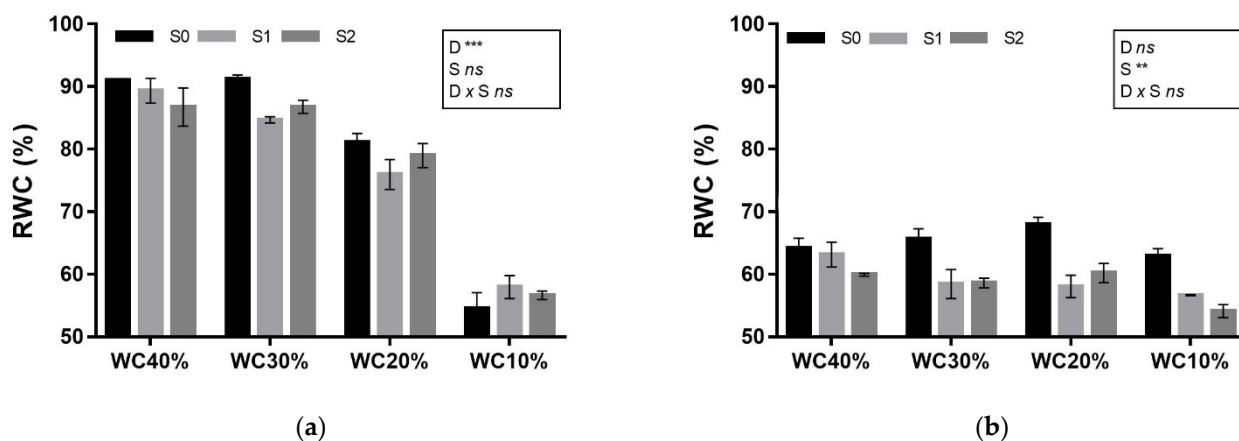 100
90
80
70
60
50
RWC (%)
S0 S1 S2
D ***
S ns
D x S ns
WC40% WC30% WC20% WC10%
(a)
100
90
80
70
60
50
RWC (%)
S0 S1 S2
D ns
S **
D x S ns
WC40% WC30% WC20% WC10%
(b)